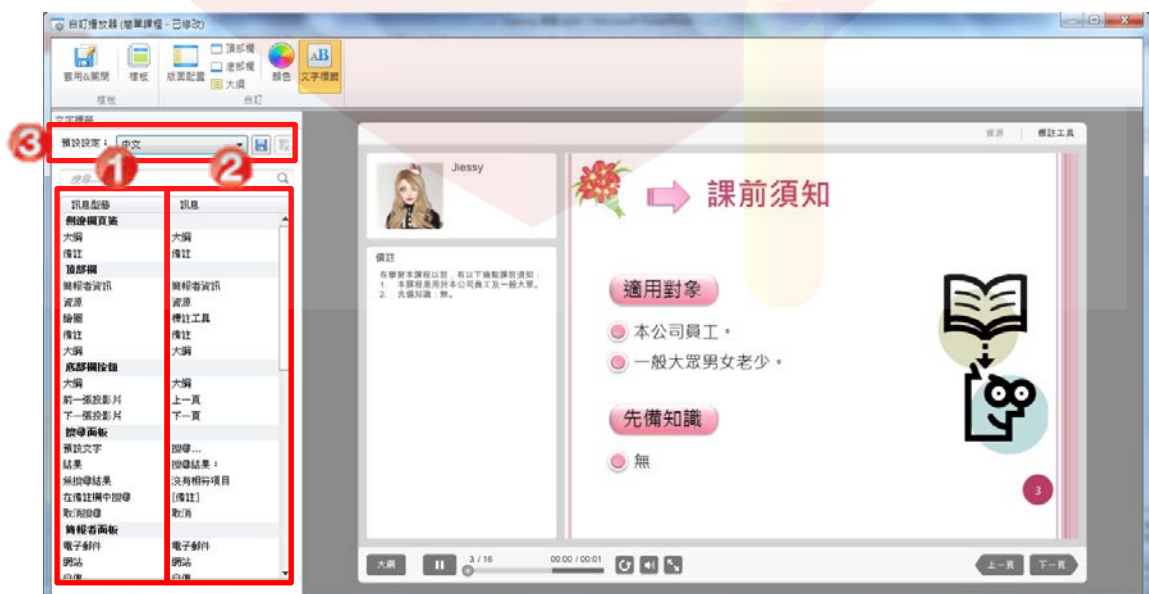 自訂播放器 (簡單課程 - 已修改)
套用&關閉
樣板
版面配置
頂部欄
底部欄
大綱
顏色
文字標籤
樣板
自訂
文字標籤
3
預設設定：
中文
1
2
搜尋...
訊息型態 訊息
側邊欄頁籤
大綱 大綱
備註 備註
頂部欄
簡報者資訊 簡報者資訊
資源 資源
繪圖 標註工具
備註 備註
大綱 大綱
底部欄按鈕
大綱 大綱
前一張投影片 上一頁
下一張投影片 下一頁
搜尋面板
預設文字 搜尋...
結果 搜尋結果：
無搜尋結果 沒有相符項目
在備註欄中搜尋 [備註]
取消搜尋 取消
簡報者面板
電子郵件 電子郵件
網站 網站
自傳 自傳
資源 標註工具
Jiessy
備註
在學習本課程以前，有以下幾點課前須知：
1. 本課程是用於本公司員工及一般大眾。
2. 先備知識：無。
課前須知
適用對象
本公司員工。
一般大眾男女老少。
先備知識
無
3
大綱
3 / 16
00:00 / 00:01
上一頁
下一頁